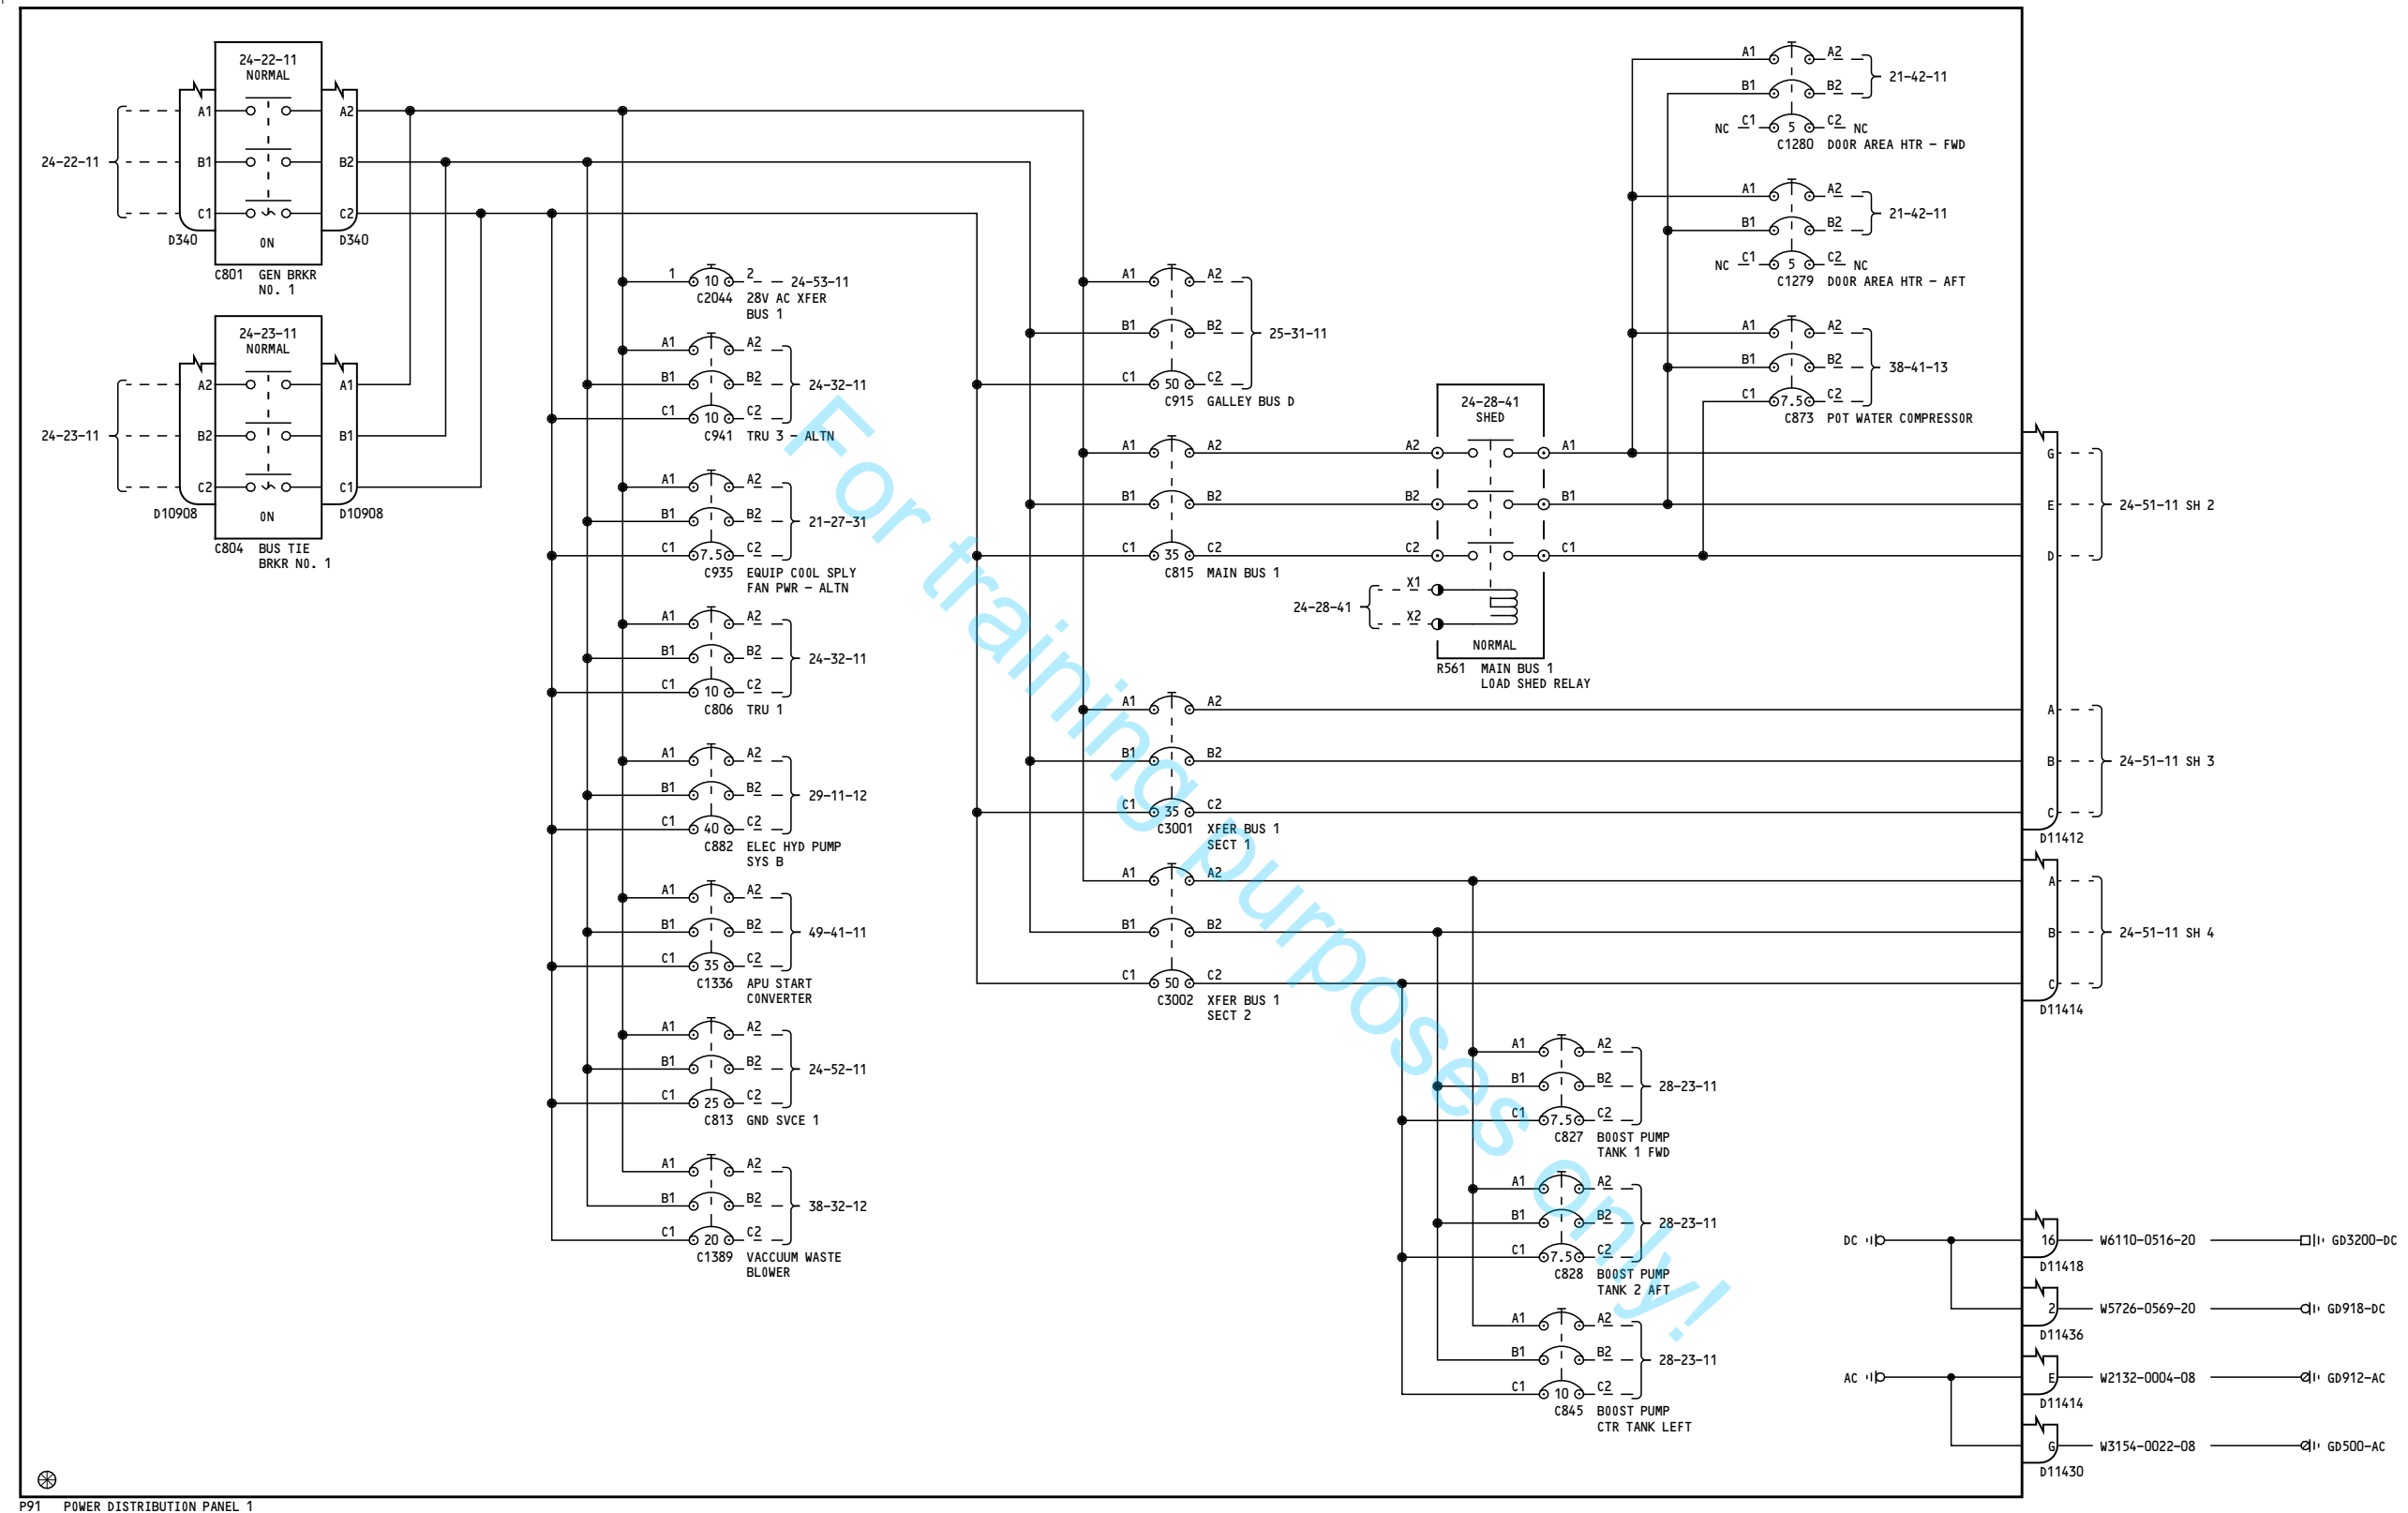 24-22-11
NORMAL
A1 A2
24-22-11 B1 B2
C1 C2
D340 ON D340
C801 GEN BRKR
NO. 1
24-23-11
NORMAL
A2 A1
24-23-11 B2 B1
C2 C1
D10908 ON D10908
C804 BUS TIE
BRKR NO. 1
1 10 2 24-53-11
C2044 28V AC XFER
BUS 1
A1 A2
B1 B2 24-32-11
C1 10 C2
C941 TRU 3 - ALTN
A1 A2
B1 B2 21-27-31
C1 7.5 C2
C935 EQUIP COOL SPLY
FAN PWR - ALTN
A1 A2
B1 B2 24-32-11
C1 10 C2
C806 TRU 1
A1 A2
B1 B2 29-11-12
C1 40 C2
C882 ELEC HYD PUMP
SYS B
A1 A2
B1 B2 49-41-11
C1 35 C2
C1336 APU START
CONVERTER
A1 A2
B1 B2 24-52-11
C1 25 C2
C813 GND SVCE 1
A1 A2
B1 B2 38-32-12
C1 20 C2
C1389 VACCUUM WASTE
BLOWER
A1 A2
B1 B2 25-31-11
C1 50 C2
C915 GALLEY BUS D
A1 A2
B1 B2
C1 35 C2
C815 MAIN BUS 1
24-28-41
SHED
A2 A1
B2 B1
C2 C1
X1
24-28-41
X2
NORMAL
R561 MAIN BUS 1
LOAD SHED RELAY
A1 A2
B1 B2
C1 35 C2
C3001 XFER BUS 1
SECT 1
A1 A2
B1 B2
C1 50 C2
C3002 XFER BUS 1
SECT 2
A1 A2
B1 B2 21-42-11
NC C1 5 C2 NC
C1280 DOOR AREA HTR - FWD
A1 A2
B1 B2 21-42-11
NC C1 5 C2 NC
C1279 DOOR AREA HTR - AFT
A1 A2
B1 B2 38-41-13
C1 7.5 C2
C873 POT WATER COMPRESSOR
G
E 24-51-11 SH 2
D
A
B 24-51-11 SH 3
C
D11412
A
B 24-51-11 SH 4
C
D11414
A1 A2
B1 B2 28-23-11
C1 7.5 C2
C827 BOOST PUMP
TANK 1 FWD
A1 A2
B1 B2 28-23-11
C1 7.5 C2
C828 BOOST PUMP
TANK 2 AFT
A1 A2
B1 B2 28-23-11
C1 10 C2
C845 BOOST PUMP
CTR TANK LEFT
DC 16 W6110-0516-20 GD3200-DC
D11418
2 W5726-0569-20 GD918-DC
D11436
AC E W2132-0004-08 GD912-AC
D11414
G W3154-0022-08 GD500-AC
D11430
P91 POWER DISTRIBUTION PANEL 1
For training purposes only!